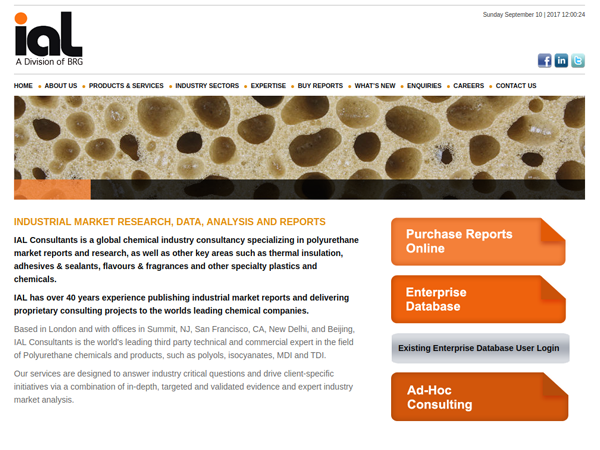 Sunday September 10 | 2017 12:00:24
ial
A Division of BRG
HOME ABOUT US PRODUCTS & SERVICES INDUSTRY SECTORS EXPERTISE BUY REPORTS WHAT'S NEW ENQUIRIES CAREERS CONTACT US
INDUSTRIAL MARKET RESEARCH, DATA, ANALYSIS AND REPORTS
IAL Consultants is a global chemical industry consultancy specializing in polyurethane
market reports and research, as well as other key areas such as thermal insulation,
adhesives & sealants, flavours & fragrances and other specialty plastics and
chemicals.
IAL has over 40 years experience publishing industrial market reports and delivering
proprietary consulting projects to the worlds leading chemical companies.
Based in London and with offices in Summit, NJ, San Francisco, CA, New Delhi, and Beijing,
IAL Consultants is the world's leading third party technical and commercial expert in the field
of Polyurethane chemicals and products, such as polyols, isocyanates, MDI and TDI.
Our services are designed to answer industry critical questions and drive client-specific
initiatives via a combination of in-depth, targeted and validated evidence and expert industry
market analysis.
Purchase Reports
Online
Enterprise
Database
Existing Enterprise Database User Login
Ad-Hoc
Consulting